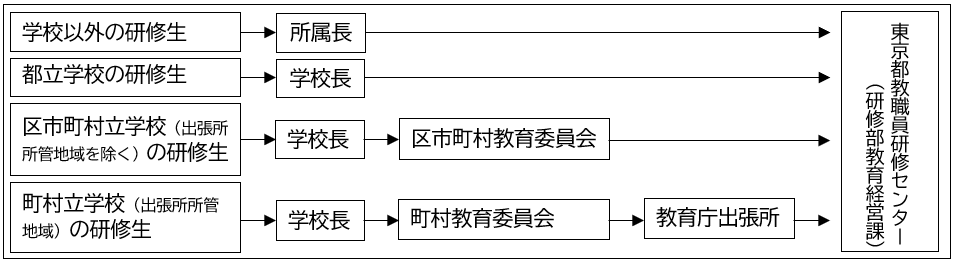 学校以外の研修生
所属長
都立学校の研修生
学校長
区市町村立学校（出張所
所管地域を除く）の研修生
学校長
区市町村教育委員会
町村立学校（出張所所管
地域）の研修生
学校長
町村教育委員会
教育庁出張所
東京都教職員研修センター
（研修部教育経営課）